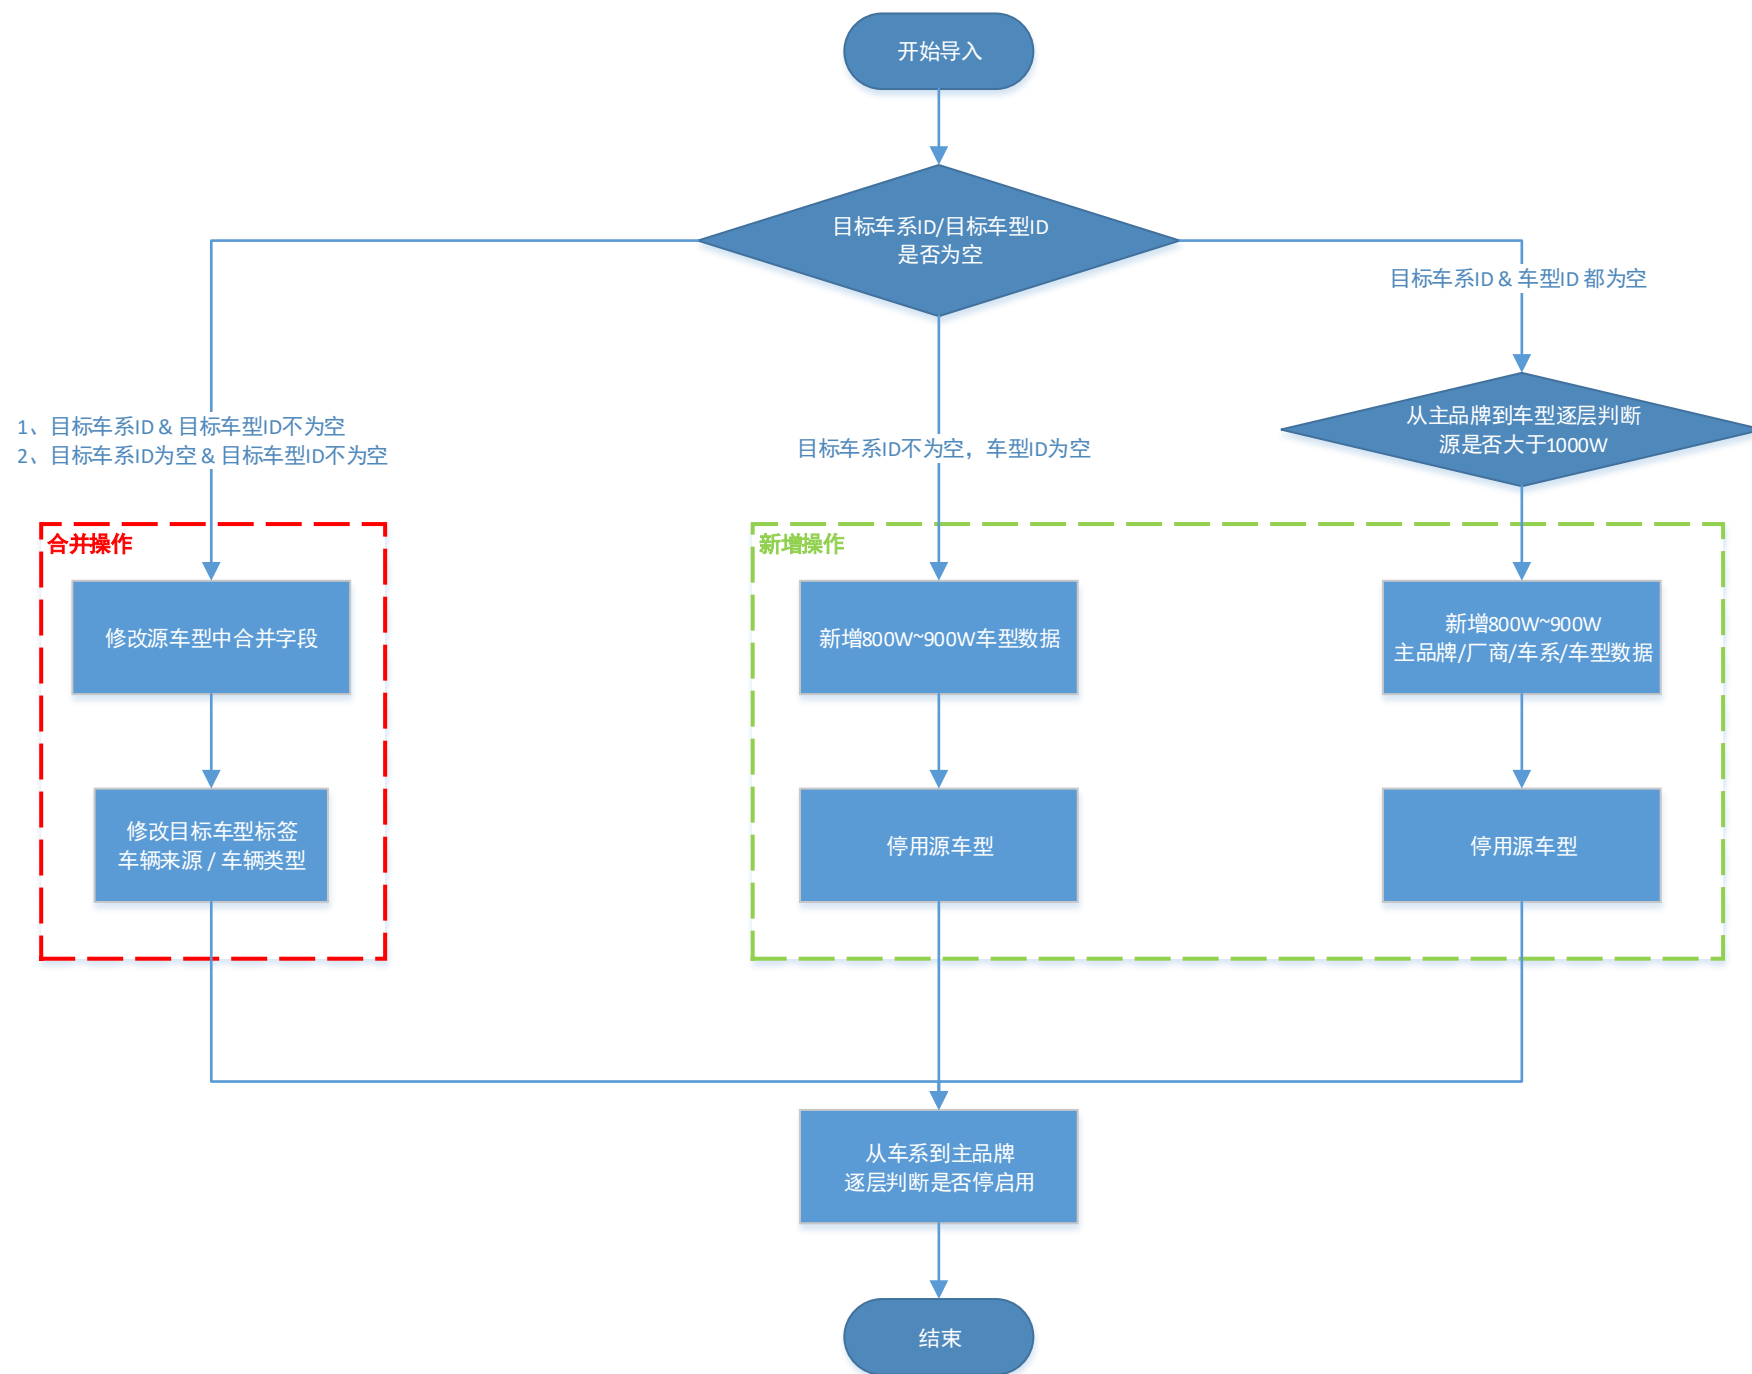 开始导入
目标车系ID/目标车型ID
是否为空
目标车系ID & 车型ID 都为空
从主品牌到车型逐层判断
源是否大于1000W
1、目标车系ID & 目标车型ID不为空
2、目标车系ID为空 & 目标车型ID不为空
目标车系ID不为空，车型ID为空
合并操作
新增操作
修改源车型中合并字段
新增800W~900W车型数据
新增800W~900W
主品牌/厂商/车系/车型数据
修改目标车型标签
车辆来源 / 车辆类型
停用源车型
停用源车型
从车系到主品牌
逐层判断是否停启用
结束